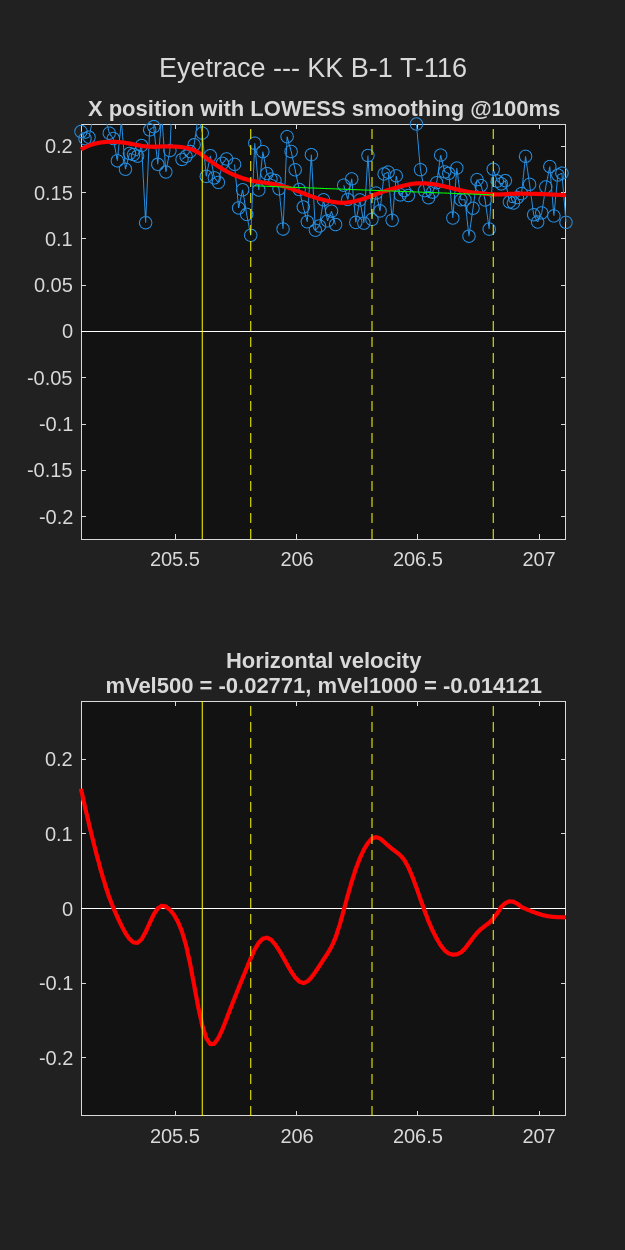 Eyetrace --- KK B-1 T-116
X position with LOWESS smoothing @100ms
0.2
0.15
0.1
0.05
0
-0.05
-0.1
-0.15
-0.2
205.5 206 206.5 207
Horizontal velocity
mVel500 = -0.02771, mVel1000 = -0.014121
0.2
0.1
0
-0.1
-0.2
205.5 206 206.5 207